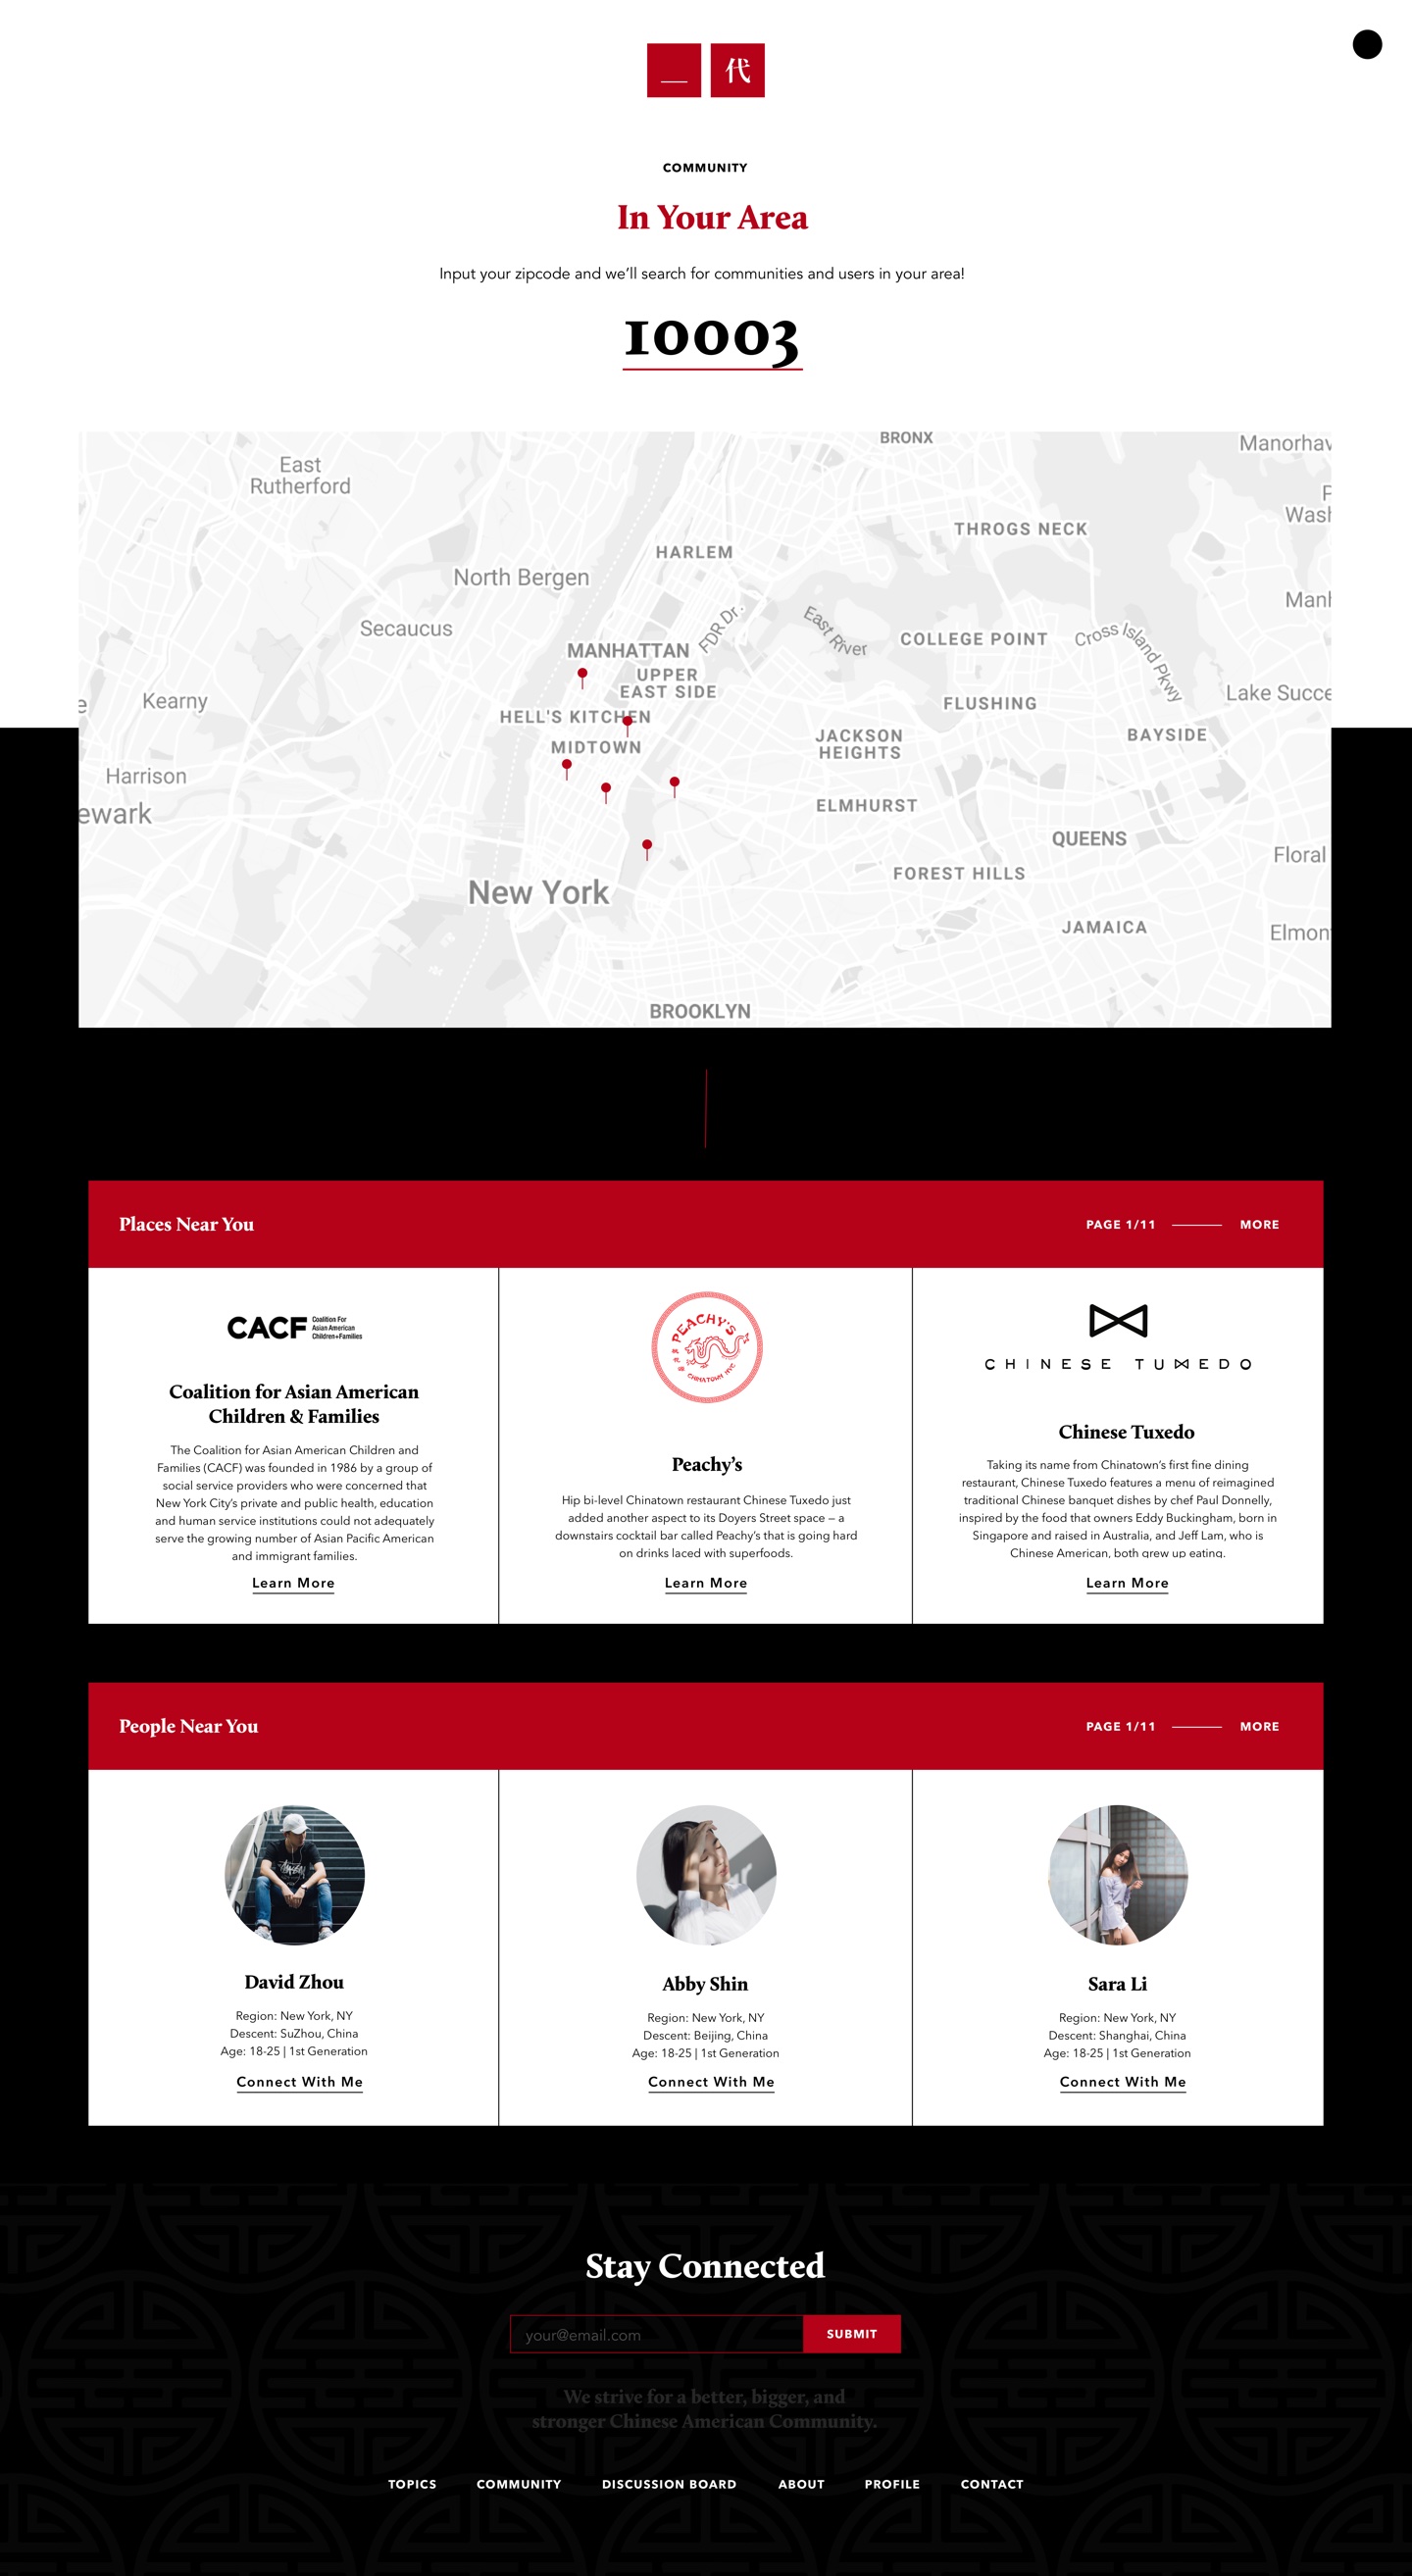 一 代
COMMUNITY
In Your Area
Input your zipcode and we'll search for communities and users in your area!
10003
BRONX
Manorhav
East
Rutherford
Wash
THROGS NECK
HARLEM
North Bergen
Manh
Secaucus
FDR Dr.
East River
COLLEGE POINT
Cross Island Pkwy
MANHATTAN
UPPER
EAST SIDE
Kearny
Lake Succe
FLUSHING
HELL'S KITCHEN
JACKSON
HEIGHTS
BAYSIDE
MIDTOWN
Harrison
ewark
ELMHURST
QUEENS
Floral
FOREST HILLS
New York
JAMAICA
Elmon
BROOKLYN
Places Near You
PAGE 1/11 MORE
CACF Coalition For
Asian American
Children+Families
Coalition for Asian American
Children & Families
The Coalition for Asian American Children and
Families (CACF) was founded in 1986 by a group of
social service providers who were concerned that
New York City's private and public health, education
and human service institutions could not adequately
serve the growing number of Asian Pacific American
and immigrant families.
Learn More
PEACHY'S
CHINATOWN NYC
Peachy's
Hip bi-level Chinatown restaurant Chinese Tuxedo just
added another aspect to its Doyers Street space – a
downstairs cocktail bar called Peachy's that is going hard
on drinks laced with superfoods.
Learn More
CHINESE TUXEDO
Chinese Tuxedo
Taking its name from Chinatown's first fine dining
restaurant, Chinese Tuxedo features a menu of reimagined
traditional Chinese banquet dishes by chef Paul Donnelly,
inspired by the food that owners Eddy Buckingham, born in
Singapore and raised in Australia, and Jeff Lam, who is
Chinese American, both grew up eating.
Learn More
People Near You
PAGE 1/11 MORE
David Zhou
Region: New York, NY
Descent: SuZhou, China
Age: 18-25 | 1st Generation
Connect With Me
Abby Shin
Region: New York, NY
Descent: Beijing, China
Age: 18-25 | 1st Generation
Connect With Me
Sara Li
Region: New York, NY
Descent: Shanghai, China
Age: 18-25 | 1st Generation
Connect With Me
Stay Connected
your@email.com
SUBMIT
We strive for a better, bigger, and
stronger Chinese American Community.
TOPICS COMMUNITY DISCUSSION BOARD ABOUT PROFILE CONTACT